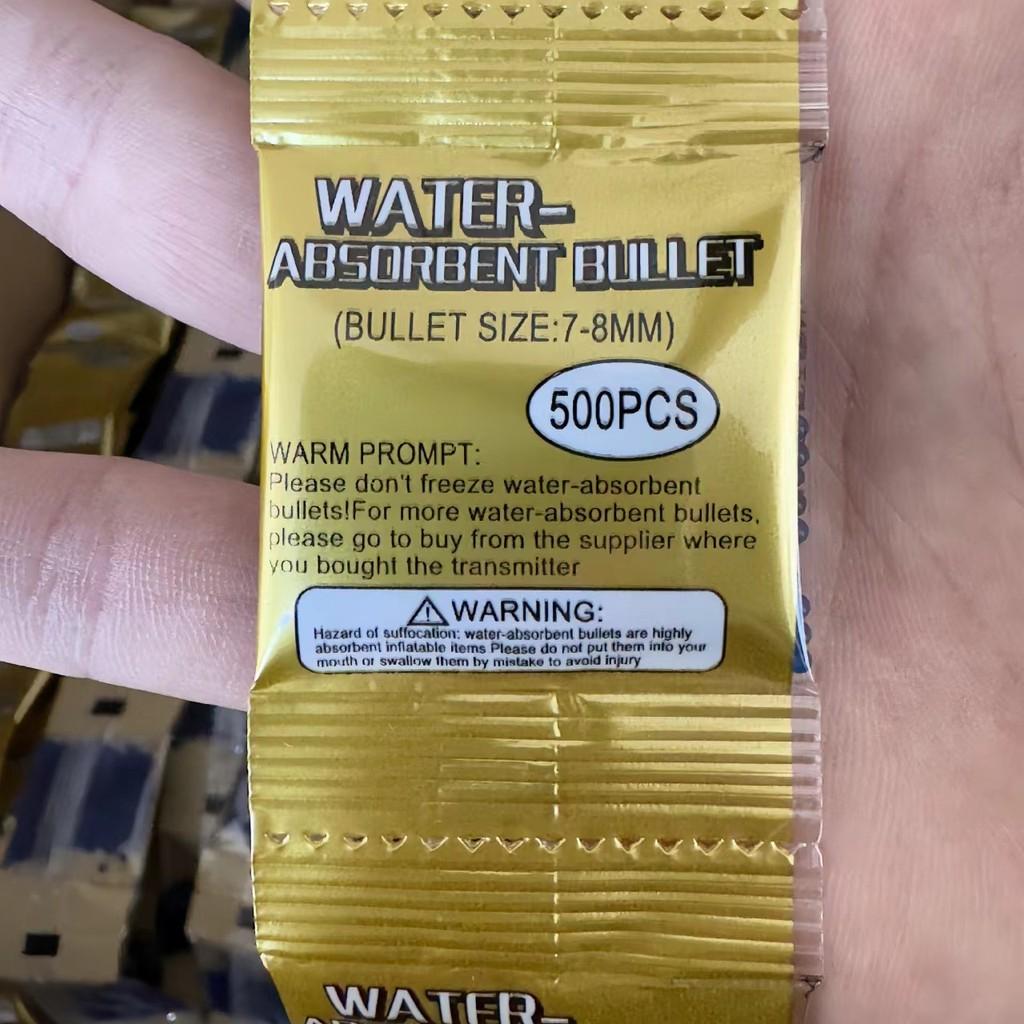 WATER-
ABSORBENT BULLET
(BULLET SIZE:7-8MM)
500PCS
WARM PROMPT:
Please don't freeze water-absorbent
bullets!For more water-absorbent bullets,
please go to buy from the supplier where
you bought the transmitter
⚠ WARNING:
Hazard of suffocation: water-absorbent bullets are highly
absorbent inflatable items Please do not put them into your
mouth or swallow them by mistake to avoid injury
WATER-